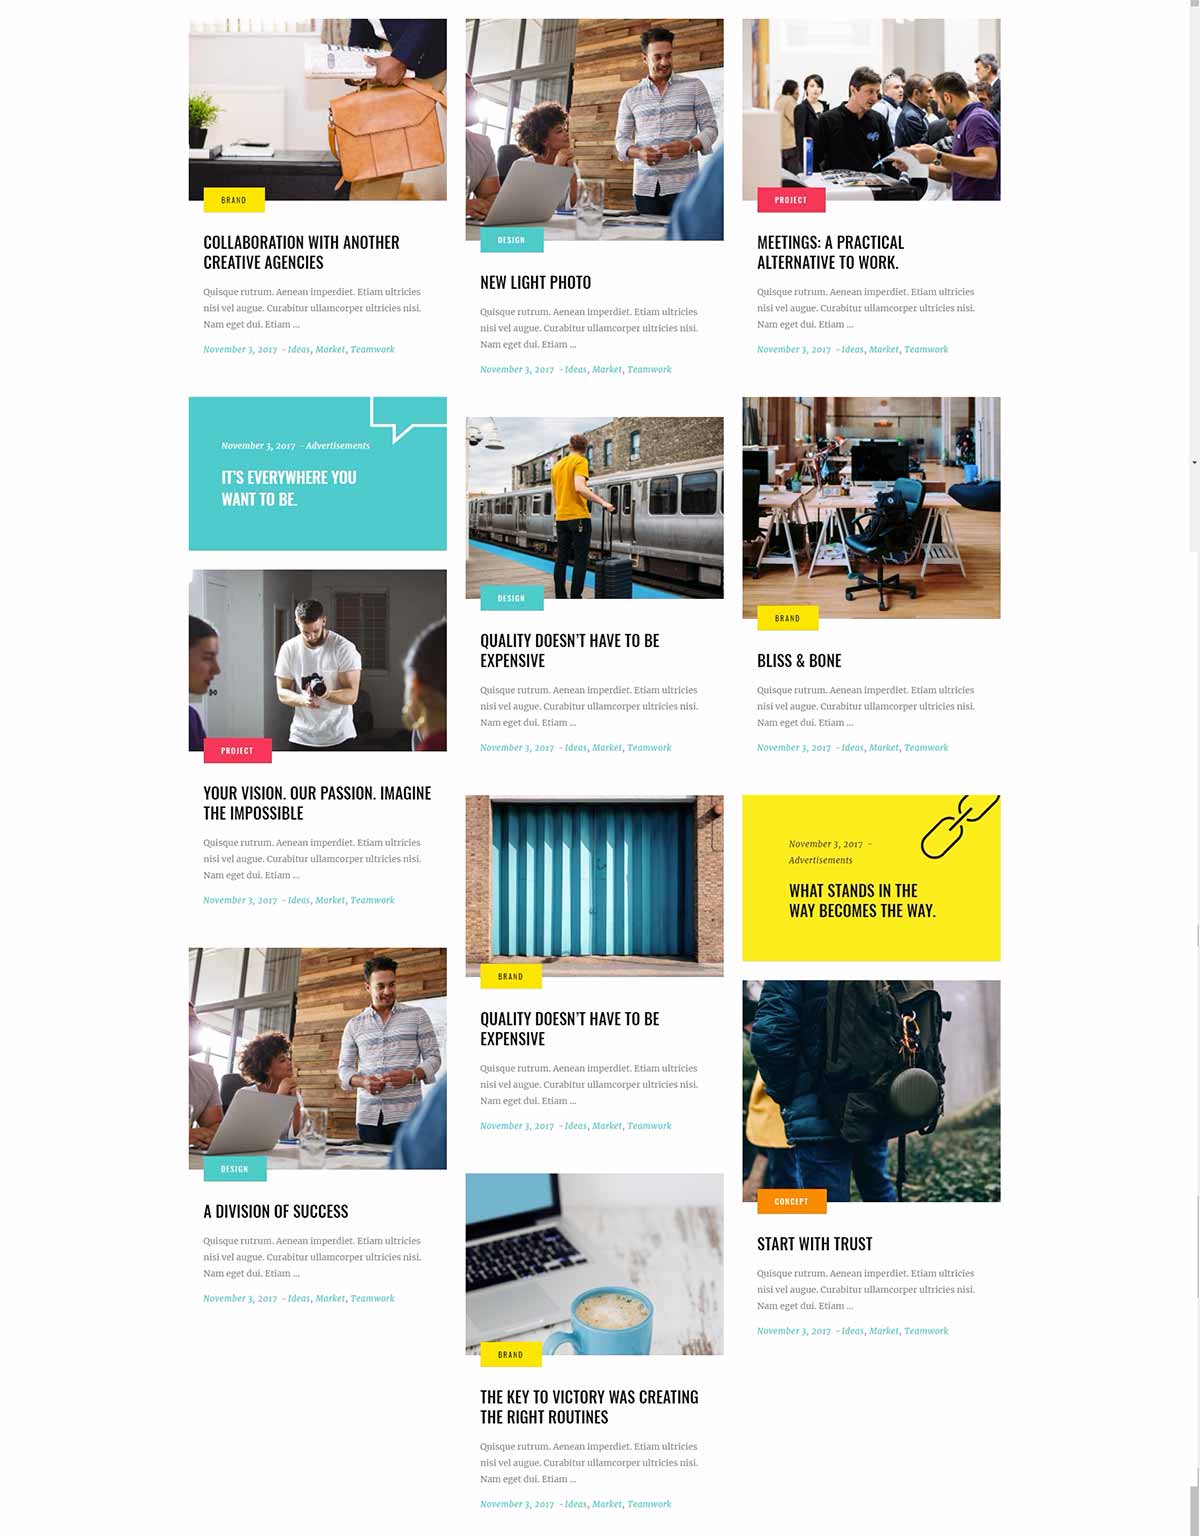 BRAND
COLLABORATION WITH ANOTHER
CREATIVE AGENCIES
Quisque rutrum. Aenean imperdiet. Etiam ultricies
nisi vel augue. Curabitur ullamcorper ultricies nisi.
Nam eget dui. Etiam ...
November 3, 2017 - Ideas, Market, Teamwork
November 3, 2017 - Advertisements
IT'S EVERYWHERE YOU
WANT TO BE.
PROJECT
YOUR VISION. OUR PASSION. IMAGINE
THE IMPOSSIBLE
Quisque rutrum. Aenean imperdiet. Etiam ultricies
nisi vel augue. Curabitur ullamcorper ultricies nisi.
Nam eget dui. Etiam ...
November 3, 2017 - Ideas, Market, Teamwork
DESIGN
A DIVISION OF SUCCESS
Quisque rutrum. Aenean imperdiet. Etiam ultricies
nisi vel augue. Curabitur ullamcorper ultricies nisi.
Nam eget dui. Etiam ...
November 3, 2017 - Ideas, Market, Teamwork
DESIGN
NEW LIGHT PHOTO
Quisque rutrum. Aenean imperdiet. Etiam ultricies
nisi vel augue. Curabitur ullamcorper ultricies nisi.
Nam eget dui. Etiam ...
November 3, 2017 - Ideas, Market, Teamwork
DESIGN
QUALITY DOESN'T HAVE TO BE
EXPENSIVE
Quisque rutrum. Aenean imperdiet. Etiam ultricies
nisi vel augue. Curabitur ullamcorper ultricies nisi.
Nam eget dui. Etiam ...
November 3, 2017 - Ideas, Market, Teamwork
BRAND
QUALITY DOESN'T HAVE TO BE
EXPENSIVE
Quisque rutrum. Aenean imperdiet. Etiam ultricies
nisi vel augue. Curabitur ullamcorper ultricies nisi.
Nam eget dui. Etiam ...
November 3, 2017 - Ideas, Market, Teamwork
BRAND
THE KEY TO VICTORY WAS CREATING
THE RIGHT ROUTINES
Quisque rutrum. Aenean imperdiet. Etiam ultricies
nisi vel augue. Curabitur ullamcorper ultricies nisi.
Nam eget dui. Etiam ...
November 3, 2017 - Ideas, Market, Teamwork
PROJECT
MEETINGS: A PRACTICAL
ALTERNATIVE TO WORK.
Quisque rutrum. Aenean imperdiet. Etiam ultricies
nisi vel augue. Curabitur ullamcorper ultricies nisi.
Nam eget dui. Etiam ...
November 3, 2017 - Ideas, Market, Teamwork
BRAND
BLISS & BONE
Quisque rutrum. Aenean imperdiet. Etiam ultricies
nisi vel augue. Curabitur ullamcorper ultricies nisi.
Nam eget dui. Etiam ...
November 3, 2017 - Ideas, Market, Teamwork
November 3, 2017 -
Advertisements
WHAT STANDS IN THE
WAY BECOMES THE WAY.
CONCEPT
START WITH TRUST
Quisque rutrum. Aenean imperdiet. Etiam ultricies
nisi vel augue. Curabitur ullamcorper ultricies nisi.
Nam eget dui. Etiam ...
November 3, 2017 - Ideas, Market, Teamwork